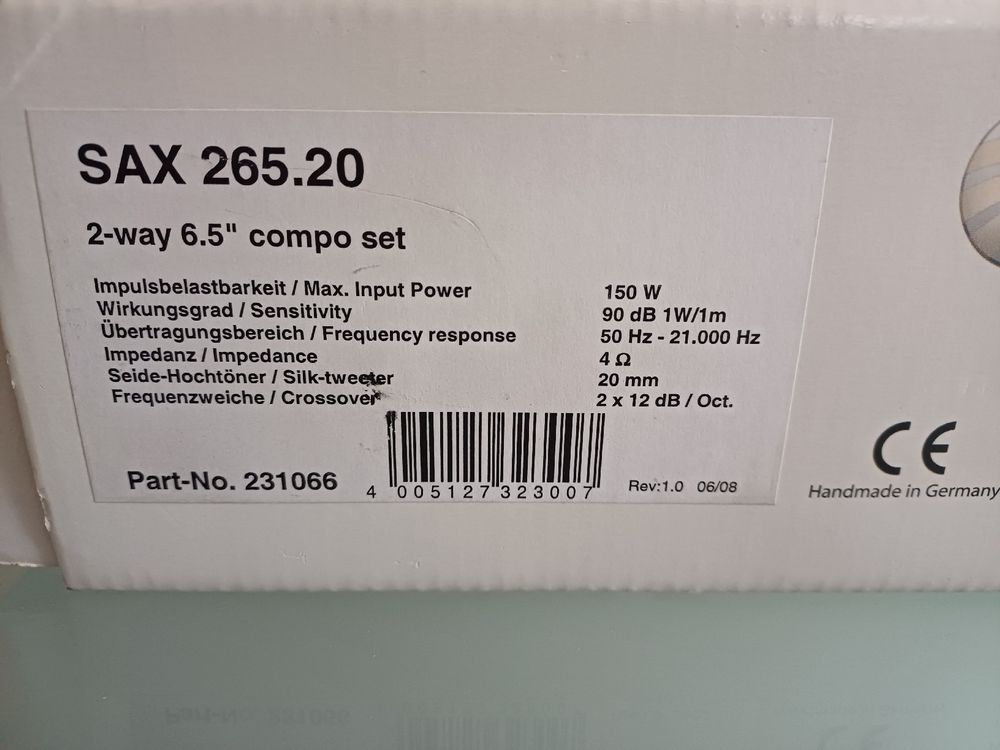 SAX 265.20
2-way 6.5" compo set
Impulsbelastbarkeit / Max. Input Power 150 W
Wirkungsgrad / Sensitivity 90 dB 1W/1m
Übertragungsbereich / Frequency response 50 Hz - 21.000 Hz
Impedanz / Impedance 4 Ω
Seide-Hochtöner / Silk-tweeter 20 mm
Frequenzweiche / Crossover 2 x 12 dB / Oct.
Part-No. 231066
4 005127 323007
Rev:1.0 06/08
CE
Handmade in Germany